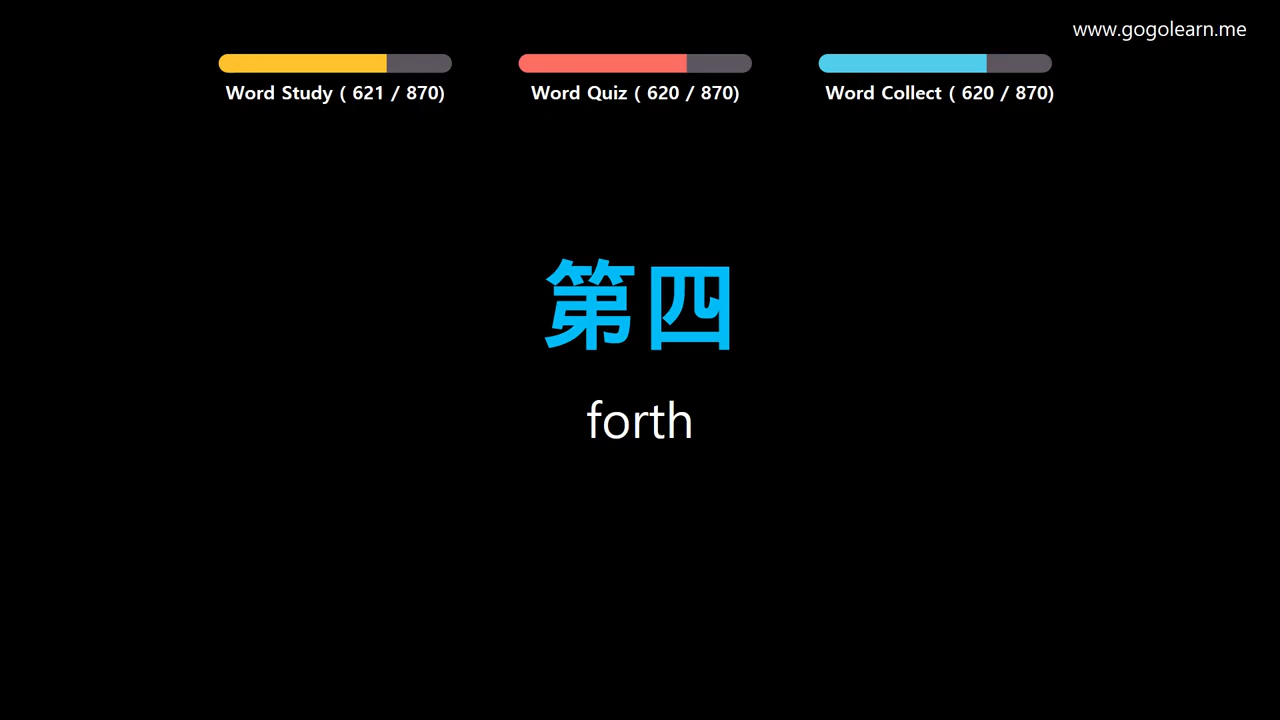 www.gogolearn.me
Word Study ( 621 / 870)
Word Quiz ( 620 / 870)
Word Collect ( 620 / 870)
第四
forth